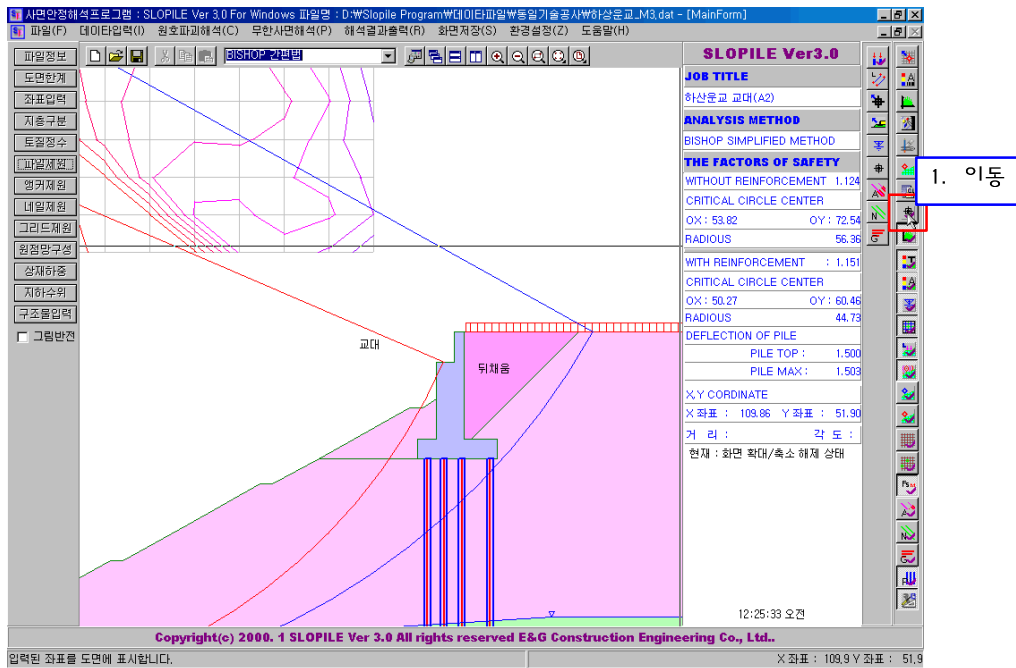 사면안정해석프로그램 : SLOPILE Ver 3.0 For Windows 파일명 : D:₩Slopile Program₩데이타파일₩동일기술공사₩하상운교_M3.dat - [MainForm]
파일(F) 데이타입력(I) 원호파괴해석(C) 무한사면해석(P) 해석결과출력(R) 화면저장(S) 환경설정(Z) 도움말(H)
파일정보
BISHOP 간편법
도면한계
좌표입력
지층구분
토질정수
파일제원
앵커제원
네일제원
그리드제원
원점망구성
상재하중
지하수위
구조물입력
그림반전
교대
뒤채움
SLOPILE Ver3.0
JOB TITLE
하산운교 교대(A2)
ANALYSIS METHOD
BISHOP SIMPLIFIED METHOD
THE FACTORS OF SAFETY
WITHOUT REINFORCEMENT 1.124
CRITICAL CIRCLE CENTER
OX : 53.82 OY : 72.54
RADIOUS 56.36
WITH REINFORCEMENT : 1.151
CRITICAL CIRCLE CENTER
OX : 50.27 OY : 60.46
RADIOUS 44.73
DEFLECTION OF PILE
PILE TOP : 1.500
PILE MAX : 1.503
X,Y CORDINATE
X 좌표 : 109.86 Y 좌표 : 51.90
거 리 : 각 도 :
현재 : 화면 확대/축소 해제 상태
12:25:33 오전
1. 이동
Copyright(c) 2000. 1 SLOPILE Ver 3.0 All rights reserved E&G Construction Engineering Co., Ltd..
입력된 좌표를 도면에 표시합니다.
X 좌표 : 109.9 Y 좌표 : 51.9